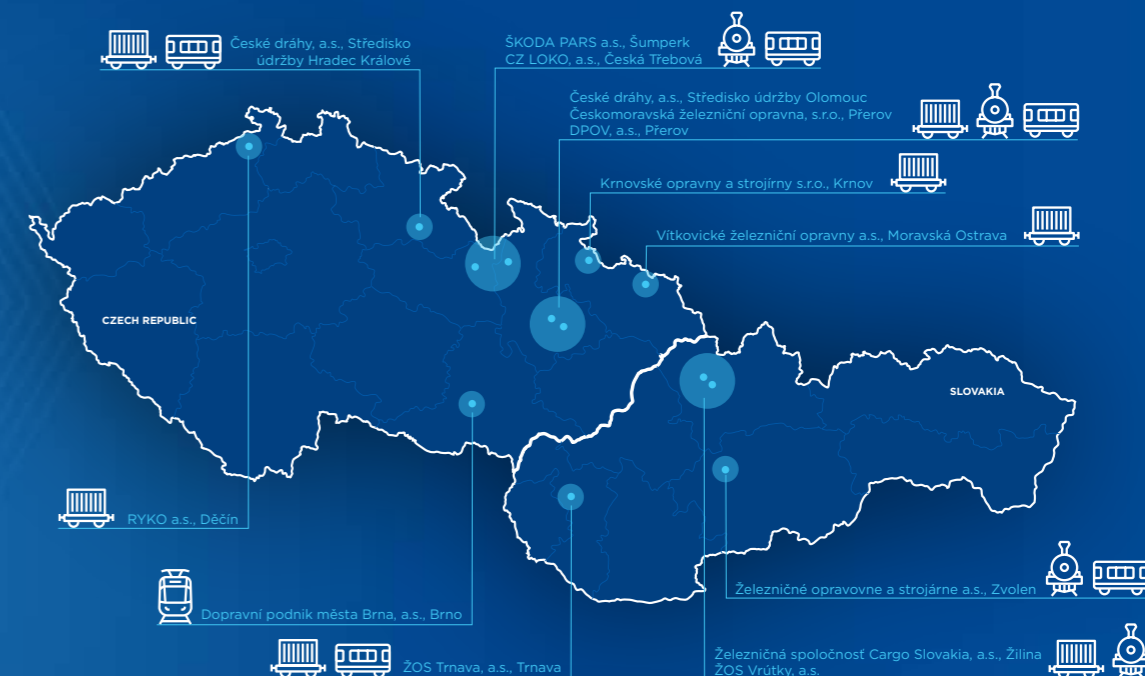 České dráhy, a.s., Středisko
údržby Hradec Králové
ŠKODA PARS a.s., Šumperk
CZ LOKO, a.s., Česká Třebová
České dráhy, a.s., Středisko údržby Olomouc
Českomoravská železniční opravna, s.r.o., Přerov
DPOV, a.s., Přerov
Krnovské opravny a strojírny s.r.o., Krnov
Vítkovické železniční opravny a.s., Moravská Ostrava
CZECH REPUBLIC
SLOVAKIA
RYKO a.s., Děčín
Dopravní podnik města Brna, a.s., Brno
Železničné opravovne a strojárne a.s., Zvolen
ŽOS Trnava, a.s., Trnava
Železničná spoločnosť Cargo Slovakia, a.s., Žilina
ŽOS Vrútky, a.s.